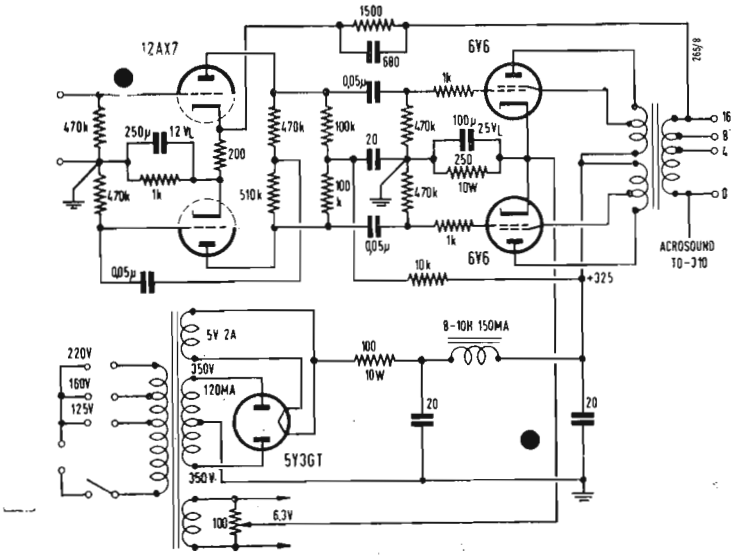 1500
12AX7
680
6V6
265/8
0,05µ
1k
16
470k
250µ
12VL
200
470k
100k
20
470k
100µ
25VL
250
10W
8
4
470k
1k
510k
100
k
470k
0
0,05µ
1k
6V6
ACROSOUND
TO-310
0,05µ
10k
+325
5V 2A
8-10H 150MA
220V
160V
125V
350V
120MA
100
10W
20
20
5Y3GT
350V
100
6,3V